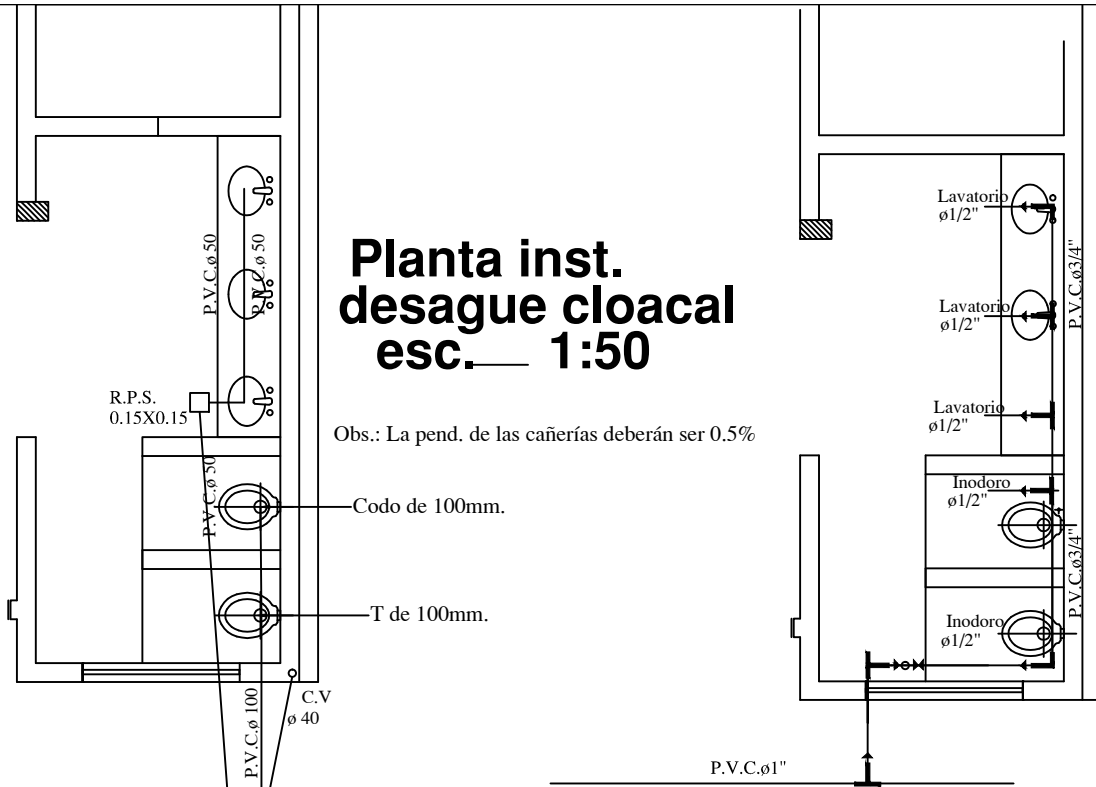 P.V.C.ø 50
P.V.C.ø 50
R.P.S.
0.15X0.15
P.V.C.ø 50
P.V.C.ø 100
C.V
ø 40
Planta inst.
desague cloacal
esc. 1:50
Obs.: La pend. de las cañerías deberán ser 0.5%
Codo de 100mm.
T de 100mm.
Lavatorio
ø1/2"
Lavatorio
ø1/2"
Lavatorio
ø1/2"
Inodoro
ø1/2"
Inodoro
ø1/2"
P.V.C.ø3/4"
P.V.C.ø3/4"
P.V.C.ø1"